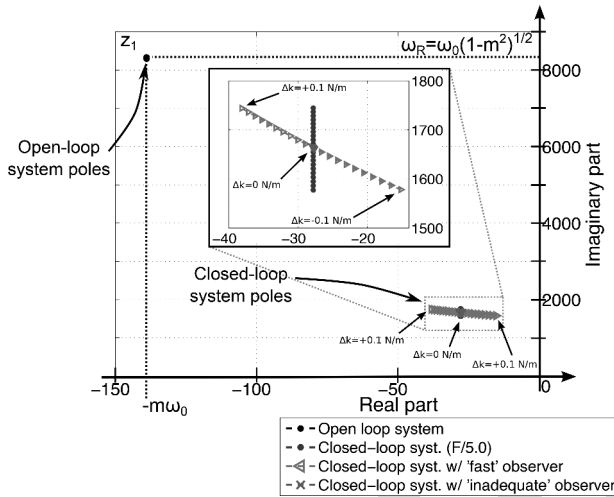 z1
ωR=ω0(1-m²)^1/2
8000
Δk=+0.1 N/m
1800
1700
Open-loop
system poles
Δk=0 N/m
1600
6000
Δk=-0.1 N/m
1500
−40 −30 −20
Imaginary part
4000
Closed-loop
system poles
2000
Δk=+0.1 N/m
Δk=0 N/m
Δk=+0.1 N/m
−150 −100 −50 0
-mω0
Real part
Open loop system
Closed−loop syst. (F/5.0)
Closed−loop syst. w/ 'fast' observer
Closed−loop syst. w/ 'inadequate' observer